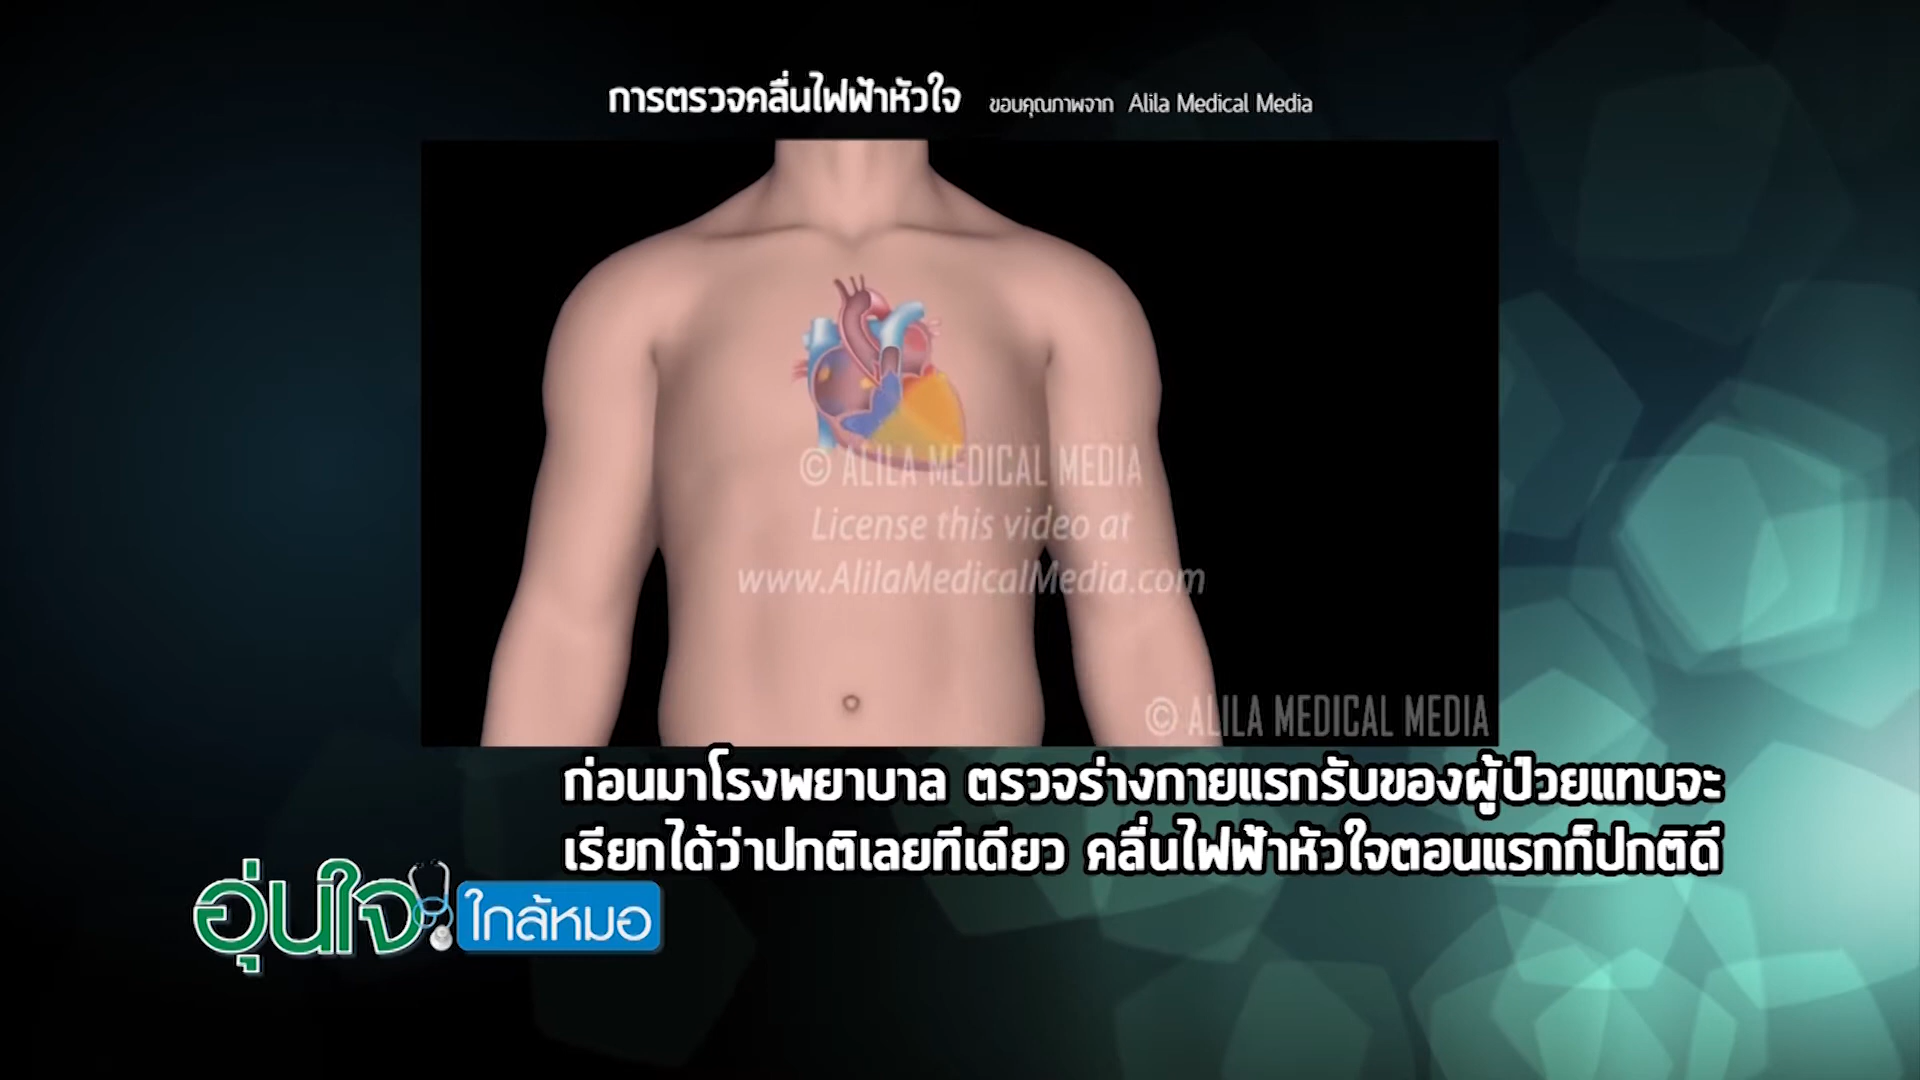 การตรวจคลื่นไฟฟ้าหัวใจ ขอบคุณภาพจาก Alila Medical Media
© ALILA MEDICAL MEDIA
License this video at
www.AlilaMedicalMedia.com
© ALILA MEDICAL MEDIA
ก่อนมาโรงพยาบาล ตรวจร่างกายแรกรับของผู้ป่วยแทบจะ
เรียกได้ว่าปกติเลยทีเดียว คลื่นไฟฟ้าหัวใจตอนแรกก็ปกติดี
อุ่นใจ ใกล้หมอ